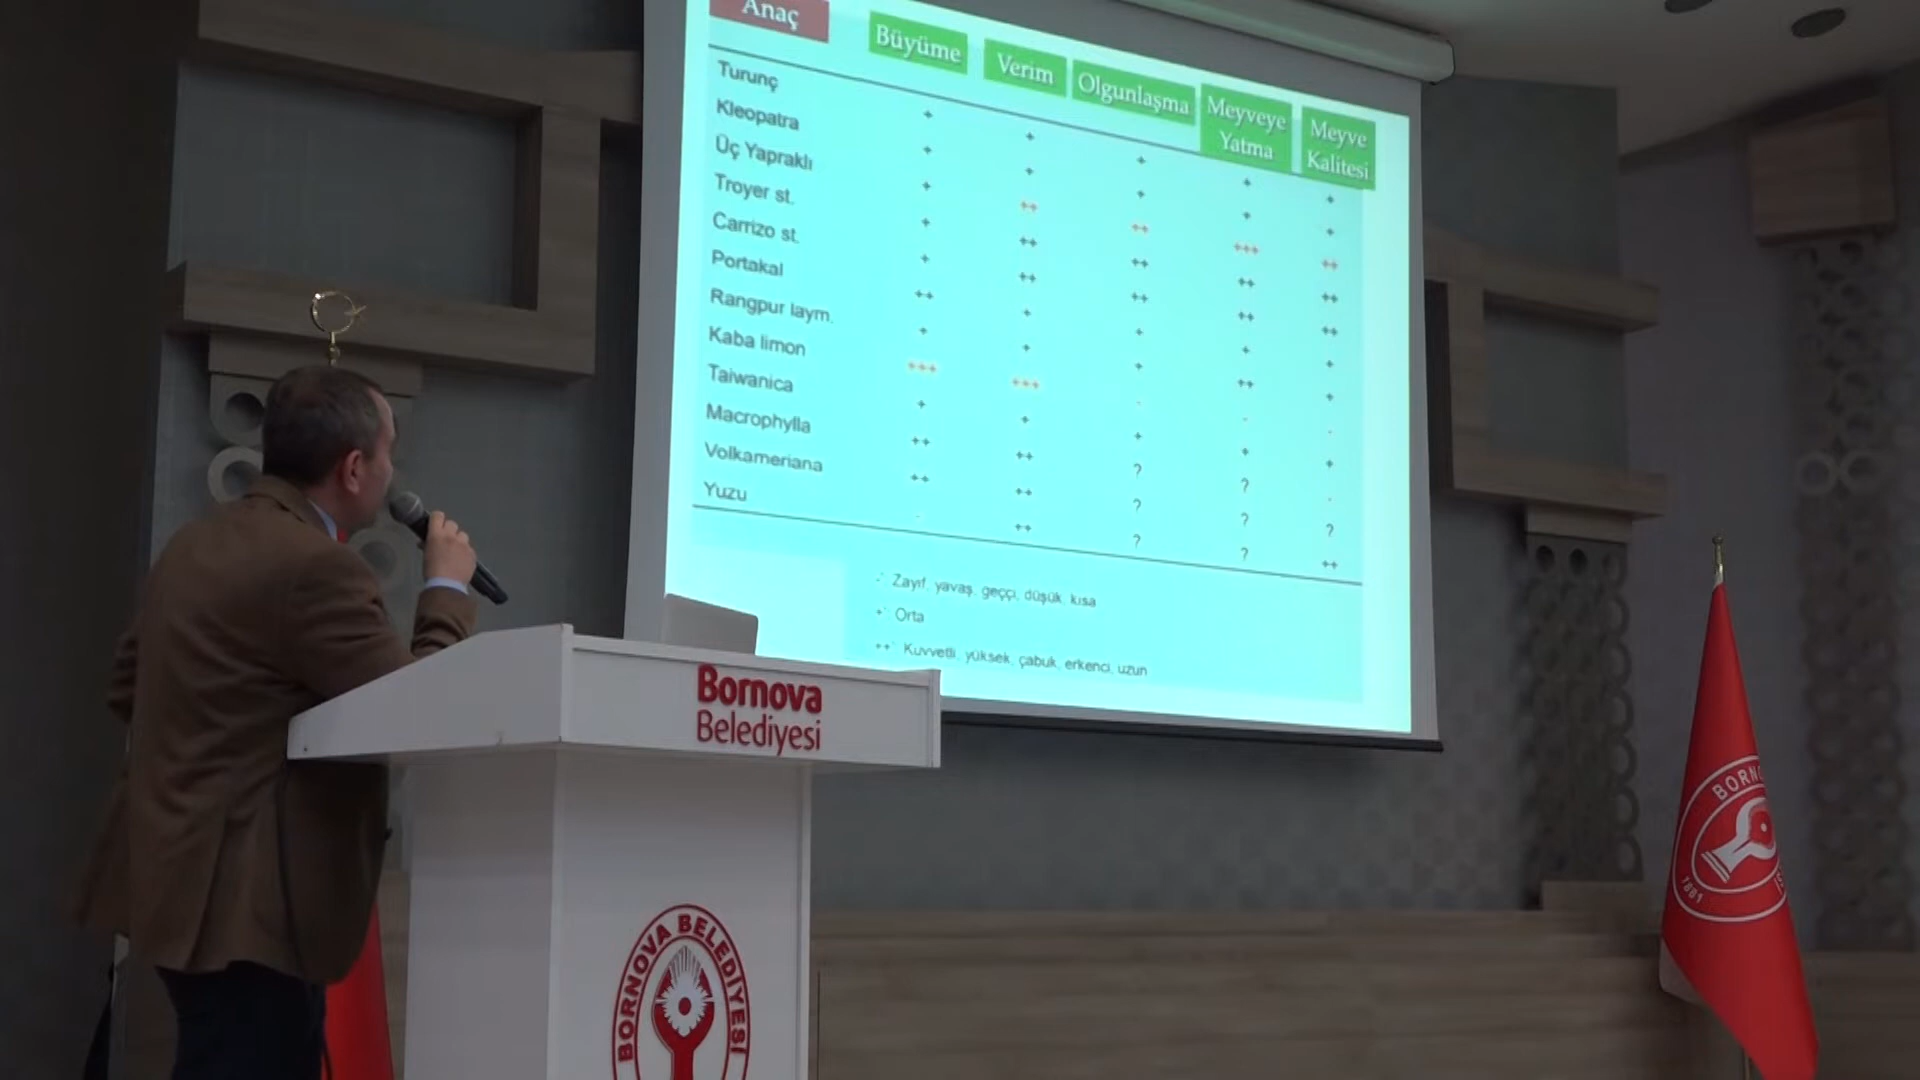 Anaç Büyüme Verim Olgunlaşma Meyveye Yatma Meyve Kalitesi
Turunç + + + + +
Kleopatra + + + + +
Üç Yapraklı + ++ ++ +++ ++
Troyer st. + ++ ++ ++ ++
Carrizo st. + ++ ++ ++ ++
Portakal ++ + + + +
Rangpur laym. + + + ++ +
Kaba limon +++ +++ - - -
Taiwanica + + + + +
Macrophylla ++ ++ ? ? -
Volkameriana ++ ++ ? ? ?
Yuzu - ++ ? ? ++
-: Zayıf, yavaş, geççi, düşük, kısa
+: Orta
++: Kuvvetli, yüksek, çabuk, erkenci, uzun
Bornova
Belediyesi
BORNOVA BELEDİYESİ
BORN
1881